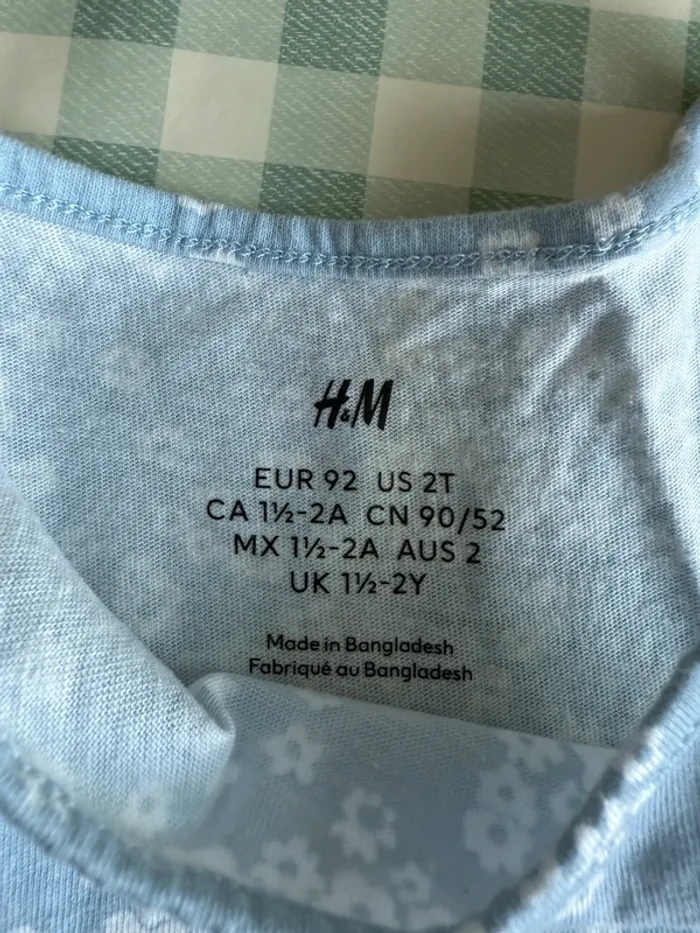 H&M
EUR 92 US 2T
CA 1½-2A CN 90/52
MX 1½-2A AUS 2
UK 1½-2Y
Made in Bangladesh
Fabriqué au Bangladesh